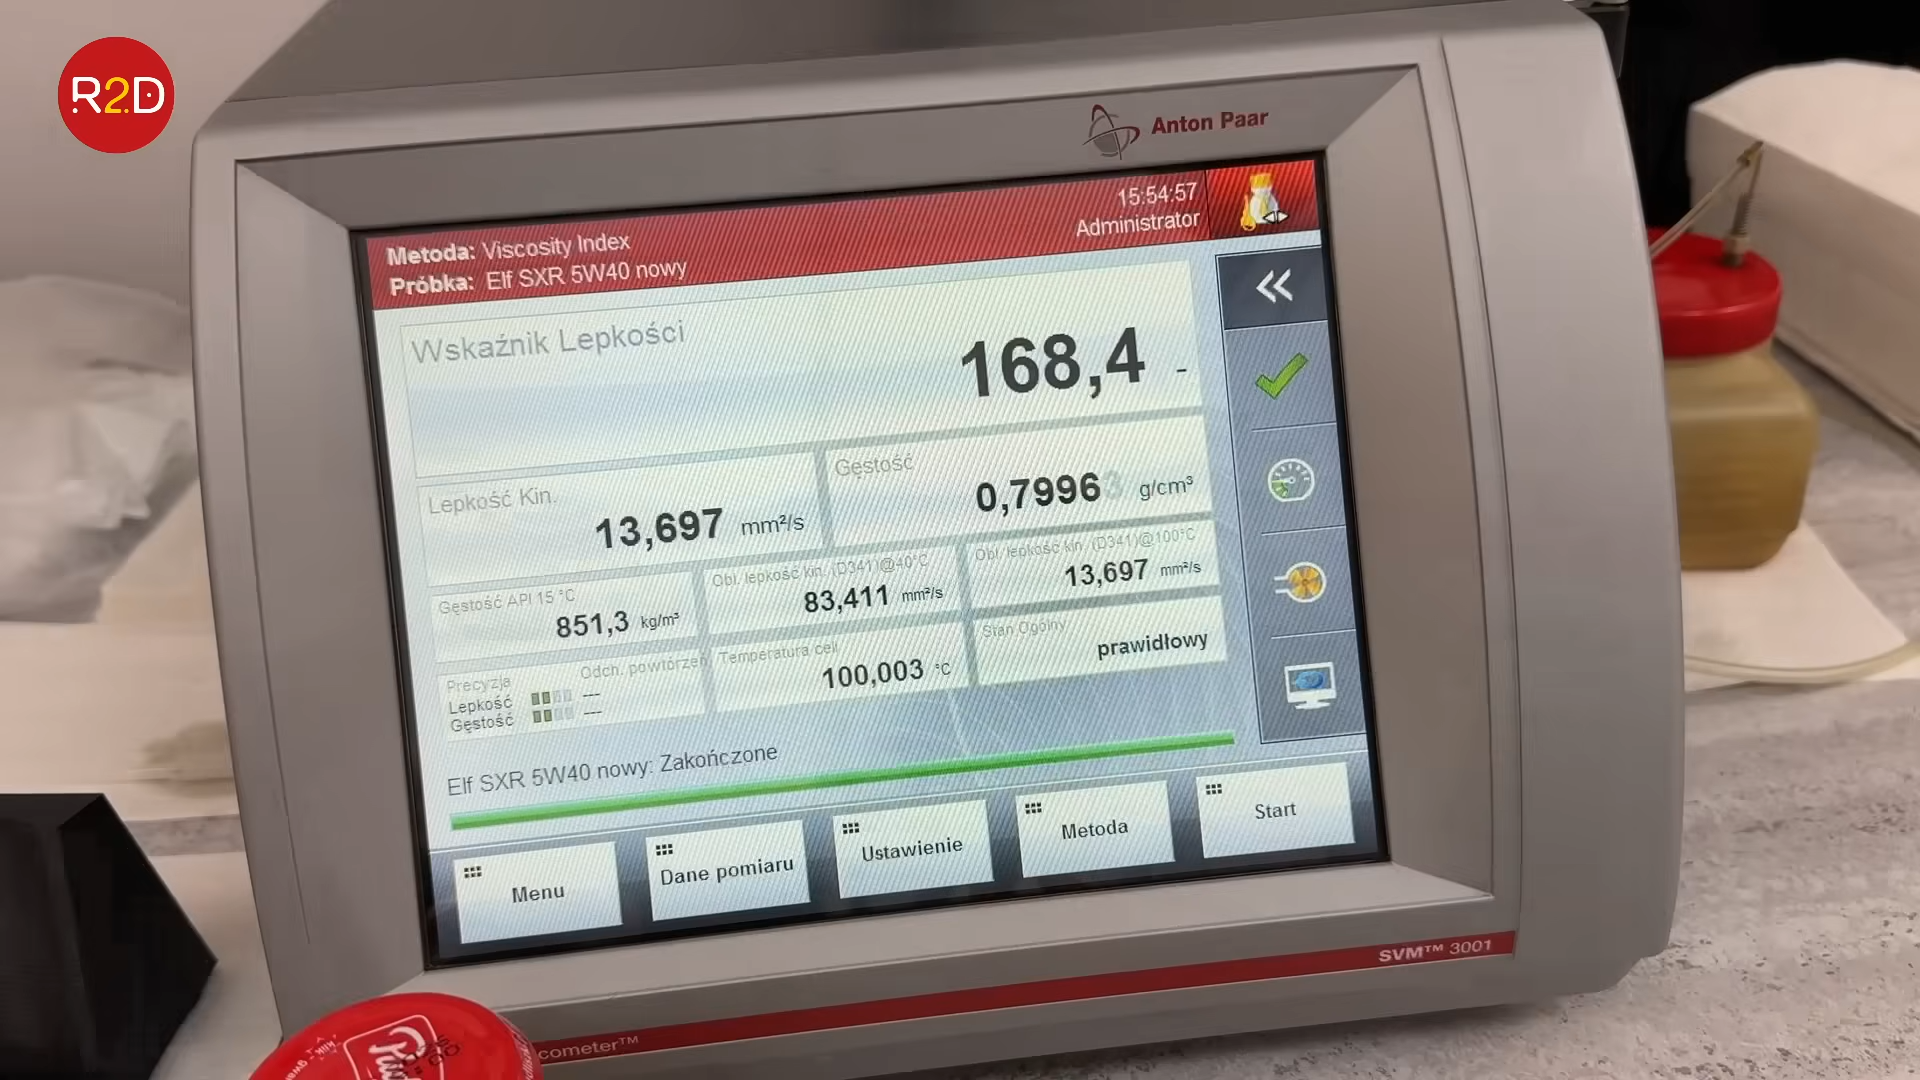 R2D
Anton Paar
15:54:57
Administrator
Metoda: Viscosity Index
Próbka: Elf SXR 5W40 nowy
Wskaźnik Lepkości
168,4 -
Lepkość Kin.
13,697 mm²/s
Gęstość
0,79963 g/cm³
Gęstość API 15 °C
851,3 kg/m³
Obl. lepkość kin. (D341)@40°C
83,411 mm²/s
Obl. lepkość kin. (D341)@100°C
13,697 mm²/s
Precyzja
Odch. powtórzeń
Lepkość ---
Gęstość ---
Temperatura celi
100,003 °C
Stan Ogólny
prawidłowy
Elf SXR 5W40 nowy: Zakończone
Menu
Dane pomiaru
Ustawienie
Metoda
Start
SVM™ 3001
cometer™